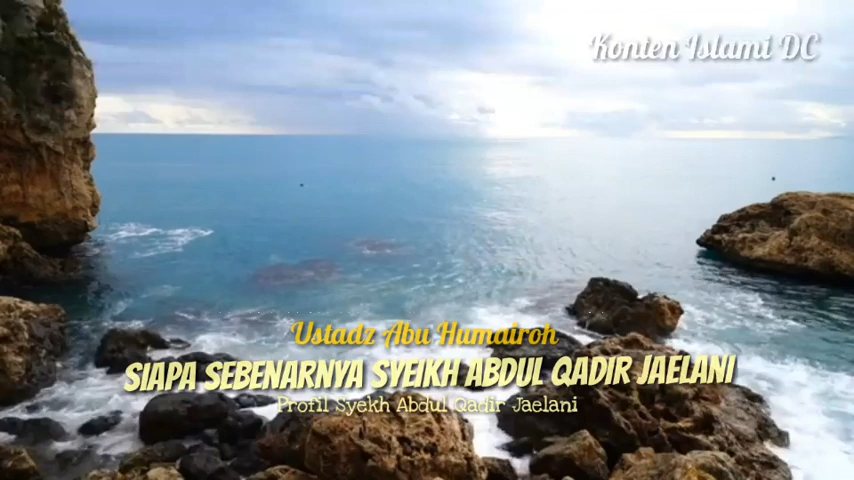 Konten Islami DC
Ustadz Abu Humairoh
SIAPA SEBENARNYA SYEIKH ABDUL QADIR JAELANI
Profil Syekh Abdul Qadir Jaelani